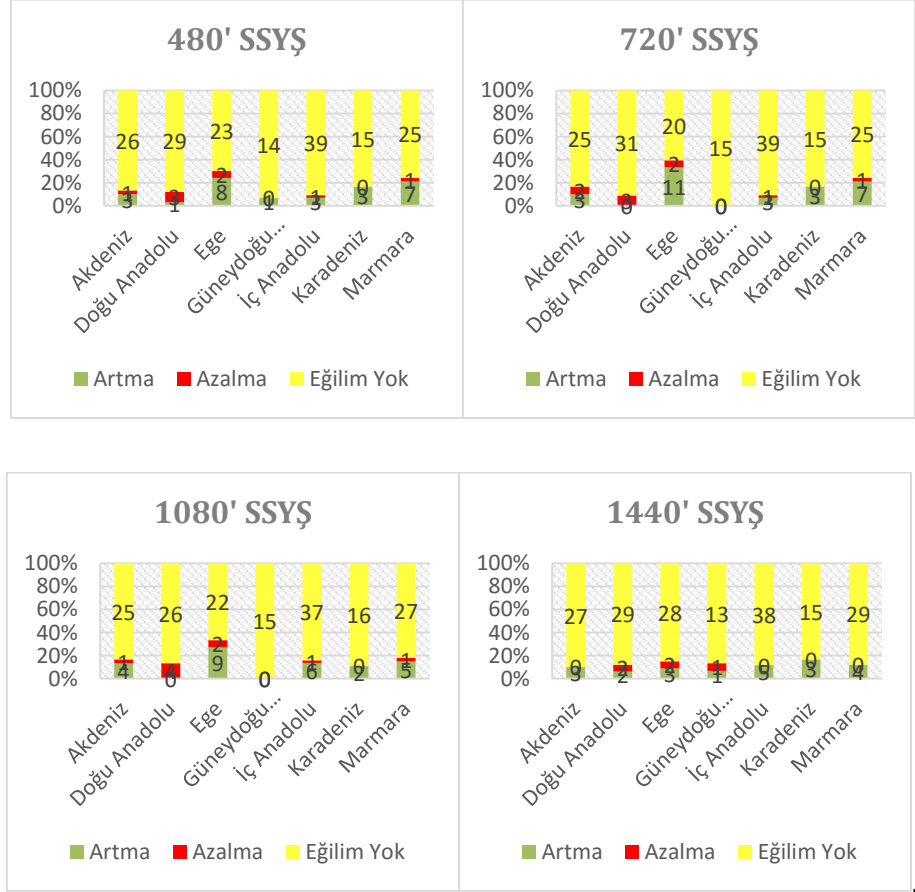 480' SSYŞ
720' SSYŞ
100%
80%
60%
40%
20%
0%
26 29 23 14 39 15 25
1 2 0 1 0 1
3 1 8 1 3 3 7
Akdeniz
Doğu Anadolu
Ege
Güneydoğu...
İç Anadolu
Karadeniz
Marmara
Artma Azalma Eğilim Yok
100%
80%
60%
40%
20%
0%
25 31 20 15 39 15 25
2 2 0 1 0 1
3 0 11 0 3 3 7
Akdeniz
Doğu Anadolu
Ege
Güneydoğu...
İç Anadolu
Karadeniz
Marmara
Artma Azalma Eğilim Yok
1080' SSYŞ
1440' SSYŞ
100%
80%
60%
40%
20%
0%
25 26 22 15 37 16 27
1 4 2 0 1 0 1
4 0 9 0 6 2 5
Akdeniz
Doğu Anadolu
Ege
Güneydoğu...
İç Anadolu
Karadeniz
Marmara
Artma Azalma Eğilim Yok
100%
80%
60%
40%
20%
0%
27 29 28 13 38 15 29
0 2 2 1 0 0 0
3 2 3 1 5 3 4
Akdeniz
Doğu Anadolu
Ege
Güneydoğu...
İç Anadolu
Karadeniz
Marmara
Artma Azalma Eğilim Yok